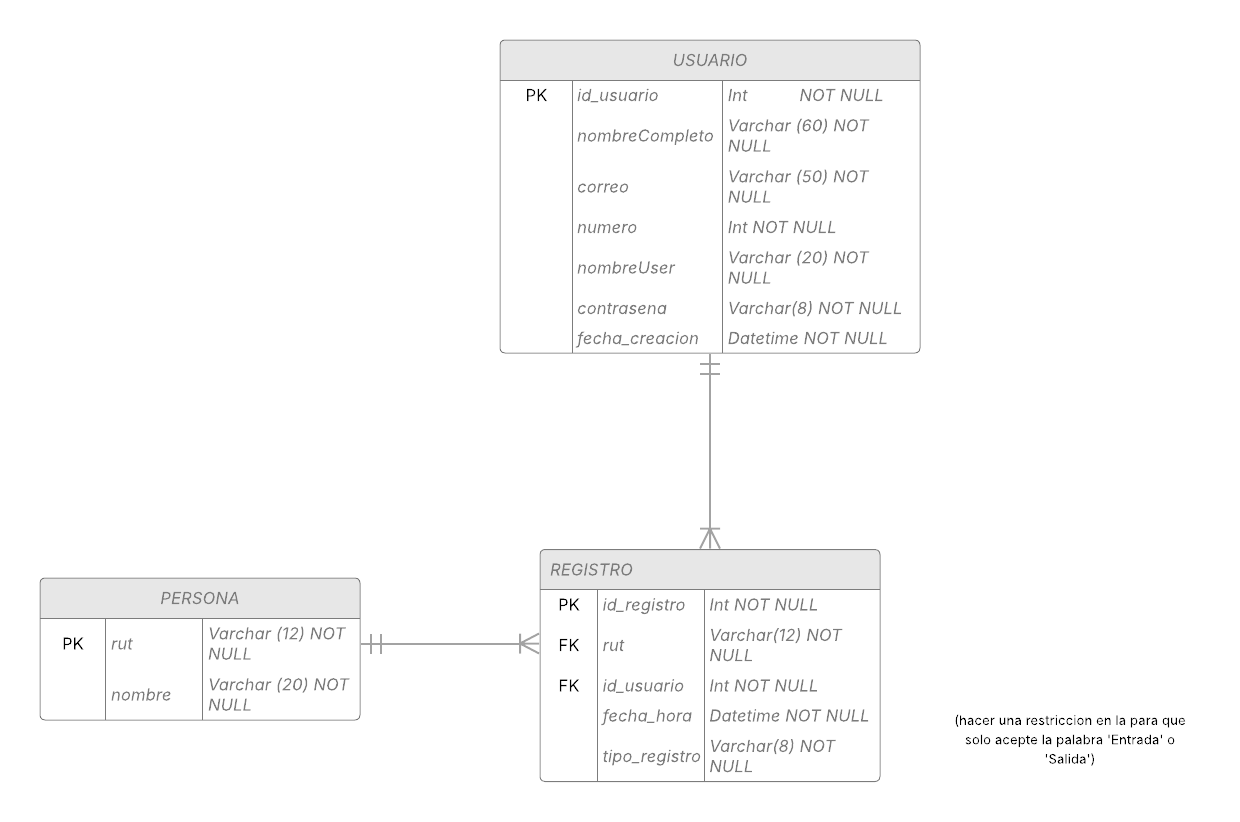 USUARIO
PK id_usuario Int NOT NULL
nombreCompleto Varchar (60) NOT
NULL
correo Varchar (50) NOT
NULL
numero Int NOT NULL
nombreUser Varchar (20) NOT
NULL
contrasena Varchar(8) NOT NULL
fecha_creacion Datetime NOT NULL
PERSONA
PK rut Varchar (12) NOT
NULL
nombre Varchar (20) NOT
NULL
REGISTRO
PK id_registro Int NOT NULL
FK rut Varchar(12) NOT
NULL
FK id_usuario Int NOT NULL
fecha_hora Datetime NOT NULL
tipo_registro Varchar(8) NOT
NULL
(hacer una restriccion en la para que
solo acepte la palabra 'Entrada' o
'Salida')